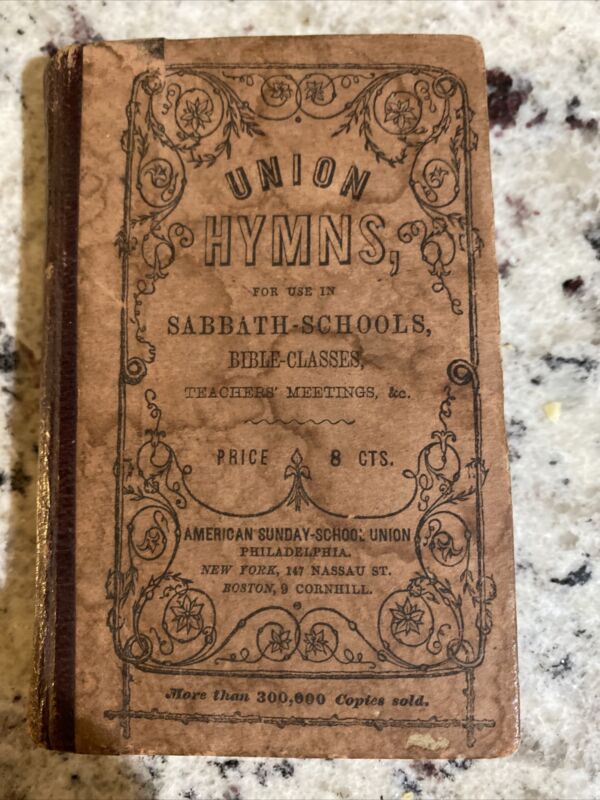 UNION
HYMNS,
FOR USE IN
SABBATH-SCHOOLS,
BIBLE-CLASSES,
TEACHERS' MEETINGS, &c.
PRICE 8 CTS.
AMERICAN SUNDAY-SCHOOL UNION
PHILADELPHIA.
NEW YORK, 147 NASSAU ST.
BOSTON, 9 CORNHILL.
More than 300,000 Copies sold.